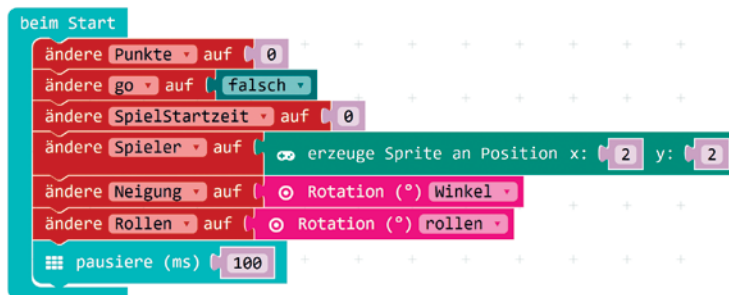 beim Start
ändere Punkte auf 0
ändere go auf falsch
ändere SpielStartzeit auf 0
ändere Spieler auf erzeuge Sprite an Position x: 2 y: 2
ändere Neigung auf Rotation (°) Winkel
ändere Rollen auf Rotation (°) rollen
pausiere (ms) 100